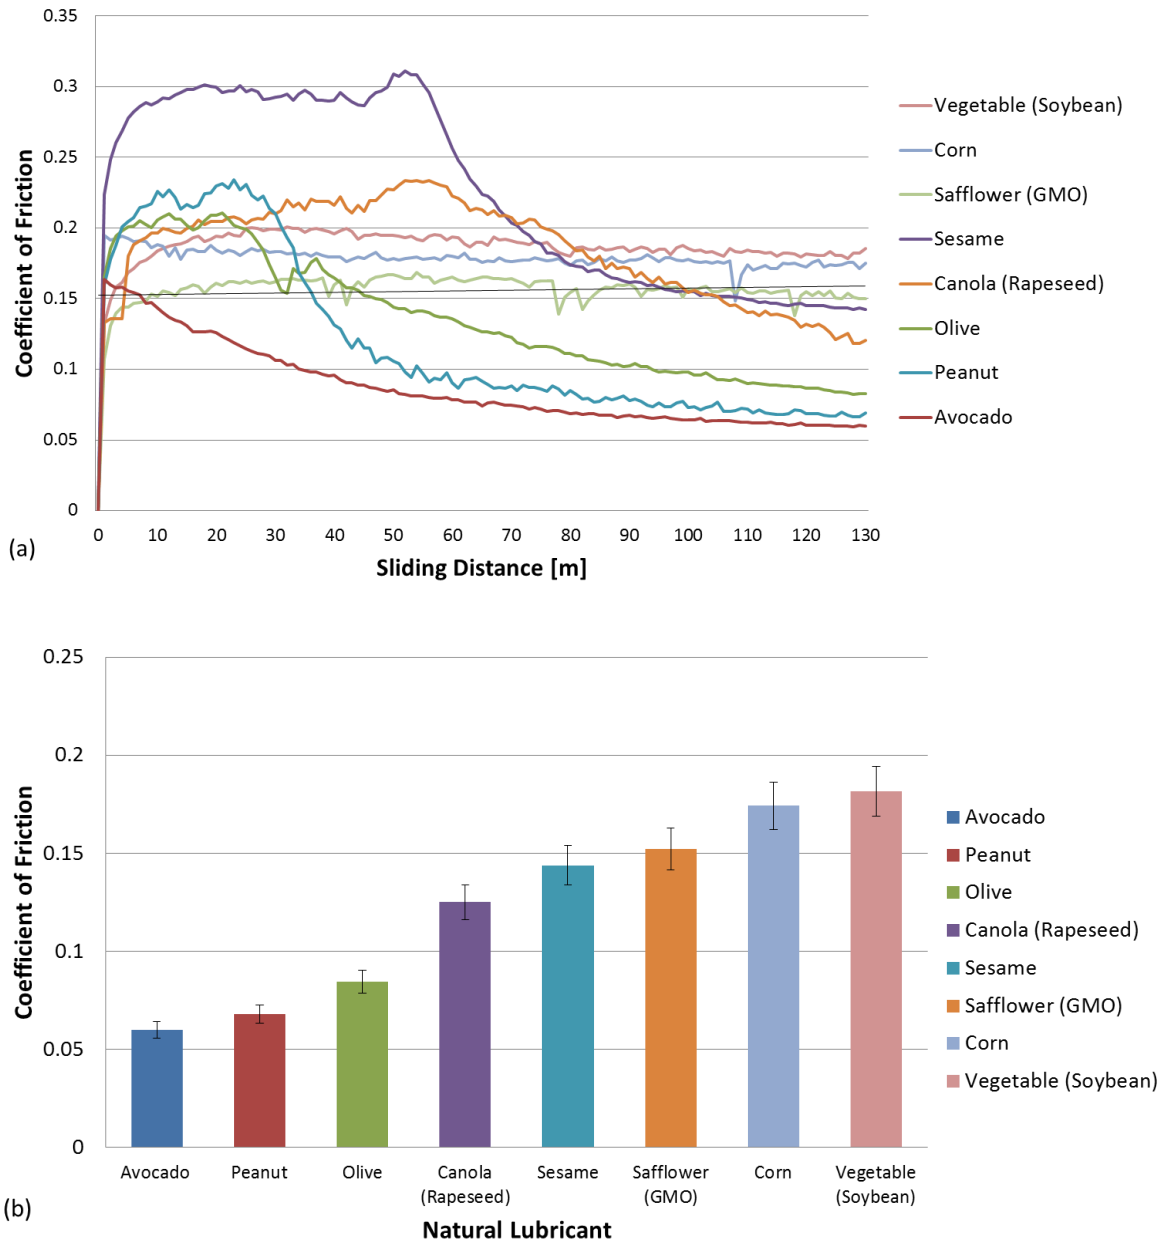 0.35
0.3
0.25
0.2
0.15
0.1
0.05
0
Coefficient of Friction
0 10 20 30 40 50 60 70 80 90 100 110 120 130
Sliding Distance [m]
(a)
Vegetable (Soybean)
Corn
Safflower (GMO)
Sesame
Canola (Rapeseed)
Olive
Peanut
Avocado
0.25
0.2
0.15
0.1
0.05
0
Coefficient of Friction
Avocado Peanut Olive Canola Sesame Safflower Corn Vegetable
(Rapeseed) (GMO) (Soybean)
Natural Lubricant
(b)
Avocado
Peanut
Olive
Canola (Rapeseed)
Sesame
Safflower (GMO)
Corn
Vegetable (Soybean)